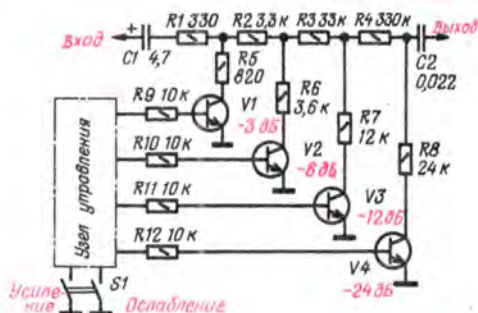 R1 330 R2 3,3 к R3 33 к R4 330 к
Вход
Выход
+
C1 4,7
C2
0,022
R5
820
R6
3,6 к
R7
12 к
R8
24 к
R9 10 к
V1
-3 дБ
R10 10 к
V2
-6 дБ
R11 10 к
V3
-12 дБ
R12 10 к
V4
-24 дБ
Узел управления
S1
Усиле-
ние
Ослабление